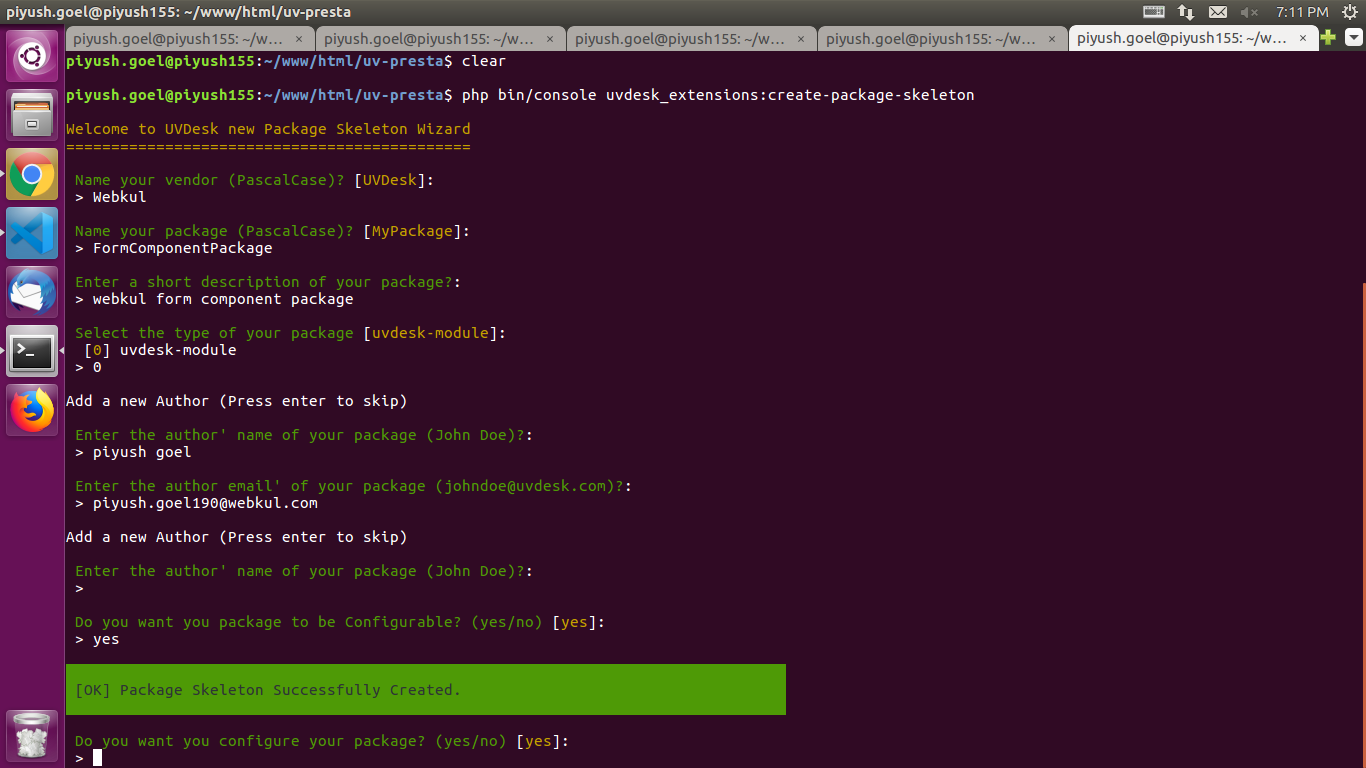 piyush.goel@piyush155: ~/www/html/uv-presta
7:11 PM
piyush.goel@piyush155: ~/w... ×
piyush.goel@piyush155: ~/w... ×
piyush.goel@piyush155: ~/w... ×
piyush.goel@piyush155: ~/w... ×
piyush.goel@piyush155: ~/w... ×
piyush.goel@piyush155:~/www/html/uv-presta$ clear
piyush.goel@piyush155:~/www/html/uv-presta$ php bin/console uvdesk_extensions:create-package-skeleton
Welcome to UVDesk new Package Skeleton Wizard
=============================================
Name your vendor (PascalCase)? [UVDesk]:
> Webkul
Name your package (PascalCase)? [MyPackage]:
> FormComponentPackage
Enter a short description of your package?:
> webkul form component package
Select the type of your package [uvdesk-module]:
[0] uvdesk-module
> 0
Add a new Author (Press enter to skip)
Enter the author' name of your package (John Doe)?:
> piyush goel
Enter the author email' of your package (johndoe@uvdesk.com)?:
> piyush.goel190@webkul.com
Add a new Author (Press enter to skip)
Enter the author' name of your package (John Doe)?:
>
Do you want you package to be Configurable? (yes/no) [yes]:
> yes
[OK] Package Skeleton Successfully Created.
Do you want you configure your package? (yes/no) [yes]:
>